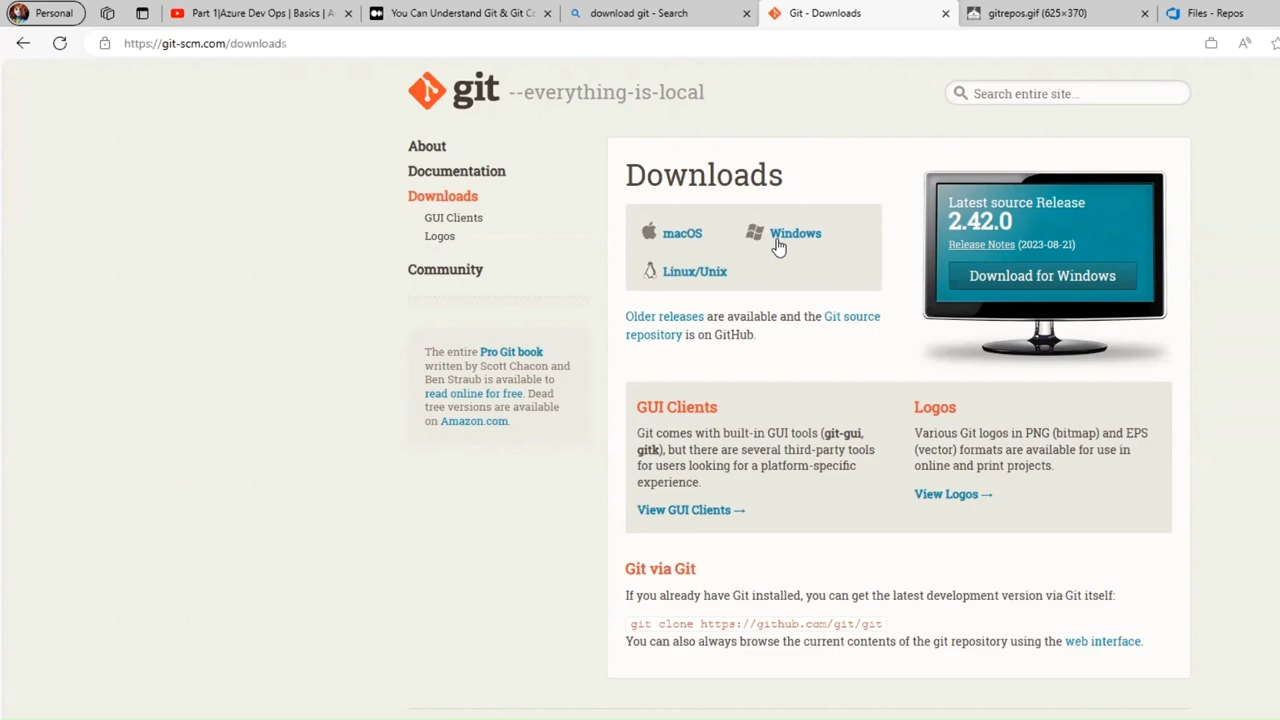 Personal
Part 1|Azure Dev Ops | Basics | A
You Can Understand Git & Git Co
download git - Search
Git - Downloads
gitrepos.gif (625×370)
Files - Repos
https://git-scm.com/downloads
git --everything-is-local
Search entire site...
About
Documentation
Downloads
GUI Clients
Logos
Community
The entire Pro Git book
written by Scott Chacon and
Ben Straub is available to
read online for free. Dead
tree versions are available
on Amazon.com.
Downloads
macOS
Windows
Linux/Unix
Older releases are available and the Git source
repository is on GitHub.
Latest source Release
2.42.0
Release Notes (2023-08-21)
Download for Windows
GUI Clients
Git comes with built-in GUI tools (git-gui,
gitk), but there are several third-party tools
for users looking for a platform-specific
experience.
View GUI Clients →
Logos
Various Git logos in PNG (bitmap) and EPS
(vector) formats are available for use in
online and print projects.
View Logos →
Git via Git
If you already have Git installed, you can get the latest development version via Git itself:
git clone https://github.com/git/git
You can also always browse the current contents of the git repository using the web interface.